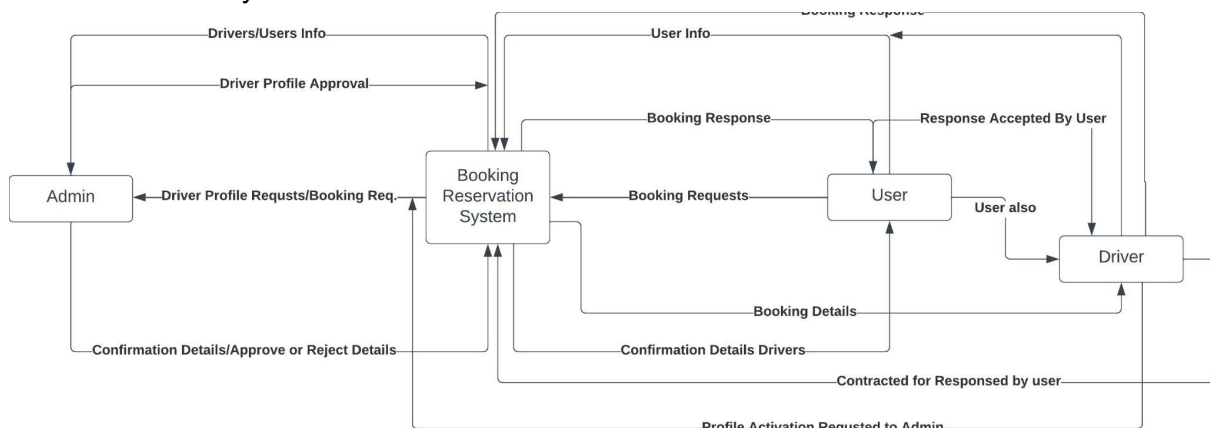 Booking Response
Drivers/Users Info
User Info
Driver Profile Approval
Booking Response
Response Accepted By User
Booking
Reservation
System
Admin
Driver Profile Requsts/Booking Req.
Booking Requests
User
User also
Driver
Booking Details
Confirmation Details/Approve or Reject Details
Confirmation Details Drivers
Contracted for Responsed by user
Profile Activation Requsted to Admin